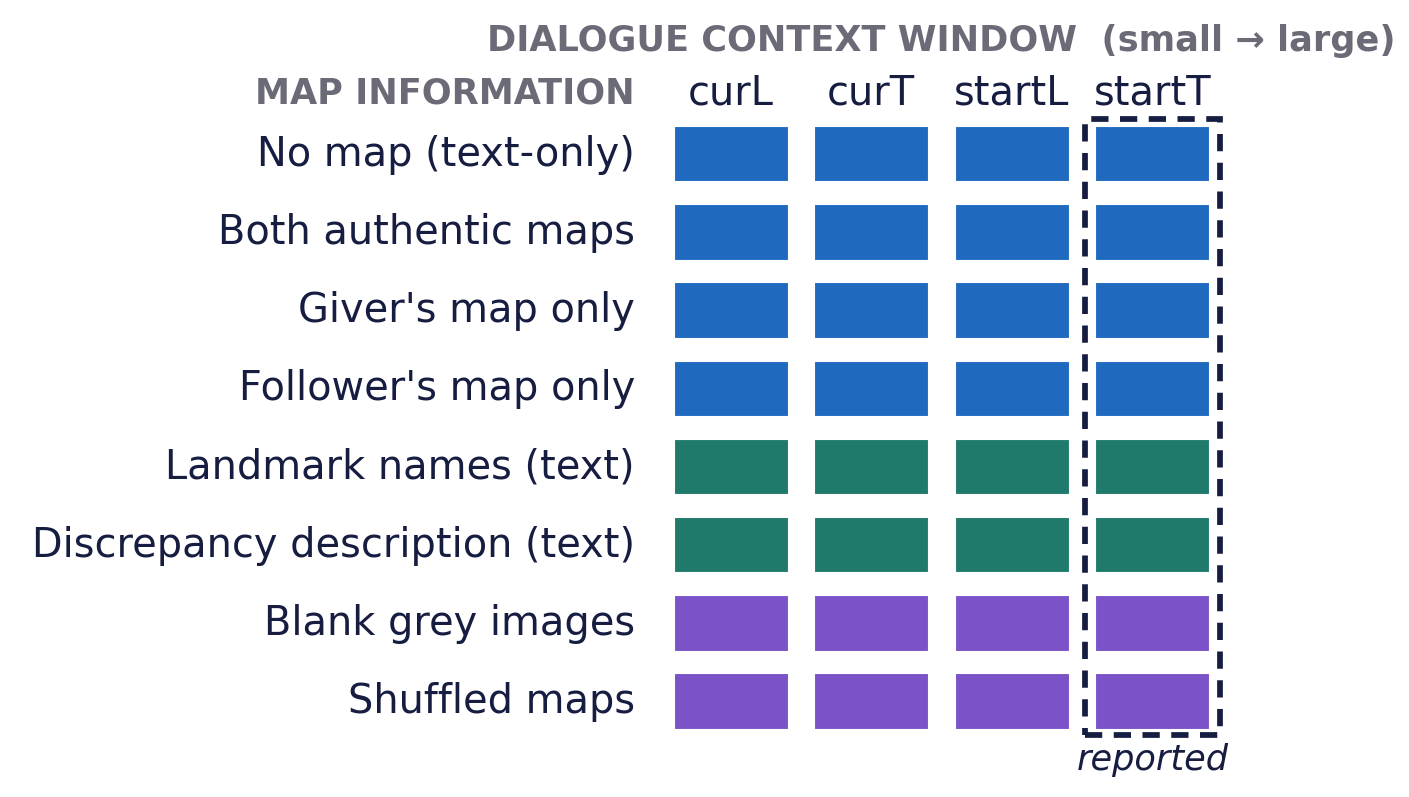 DIALOGUE CONTEXT WINDOW (small → large)
MAP INFORMATION curL curT startL startT
No map (text-only)
Both authentic maps
Giver's map only
Follower's map only
Landmark names (text)
Discrepancy description (text)
Blank grey images
Shuffled maps
reported